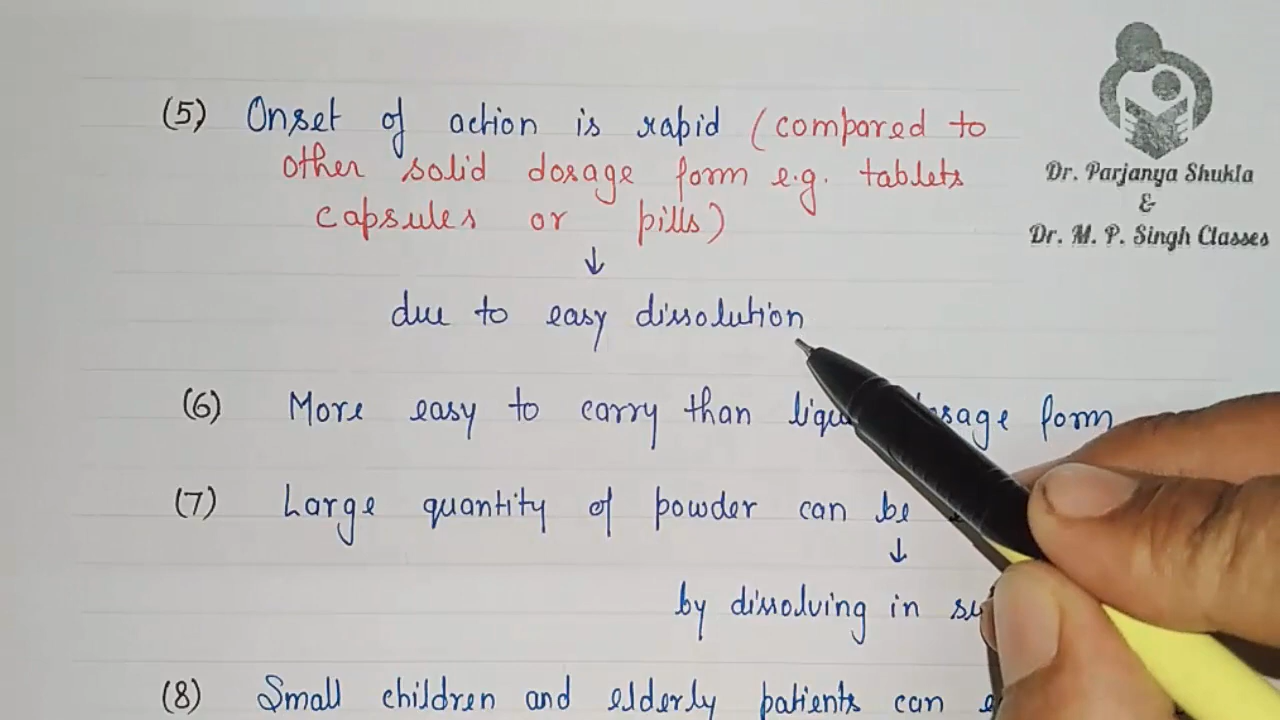 (5) Onset of action is rapid (compared to
other solid dosage form e.g. tablets
capsules or pills)
↓
due to easy dissolution
(6) More easy to carry than form
(7) Large quantity of powder can be
↓
by dissolving in
(8) Small children and elderly patients can
Dr. Parjanya Shukla
&
Dr. M. P. Singh Classes